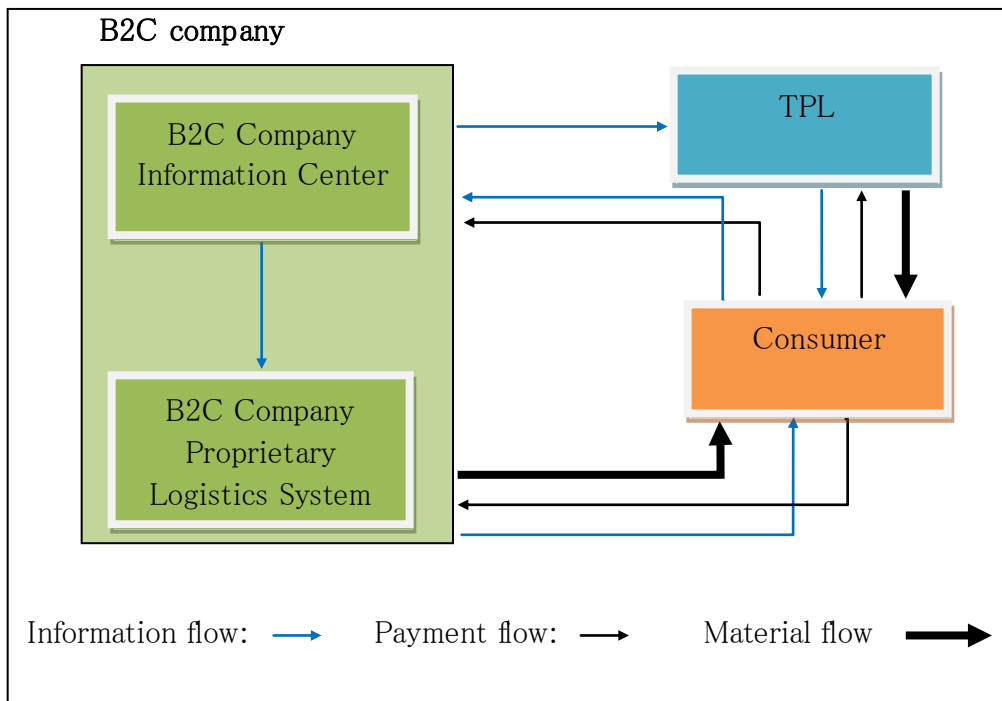 B2C company
B2C Company
Information Center
TPL
Consumer
B2C Company
Proprietary
Logistics System
Information flow:
Payment flow:
Material flow